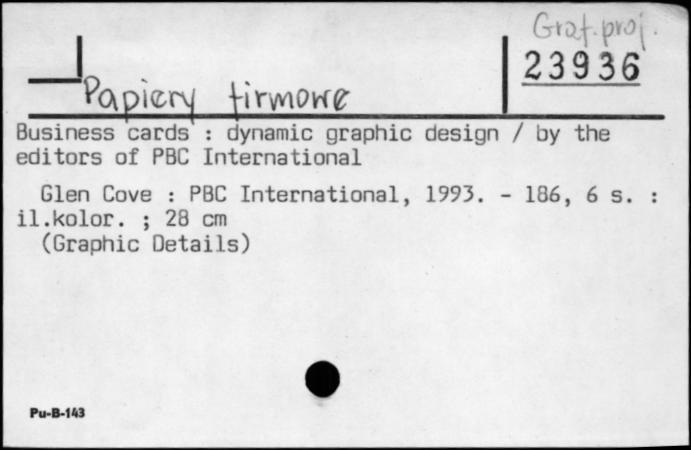 Graf.proj.
23936
Papiery firmowe
Business cards : dynamic graphic design / by the
editors of PBC International
Glen Cove : PBC International, 1993. - 186, 6 s. :
il.kolor. ; 28 cm
(Graphic Details)
Pu-B-143